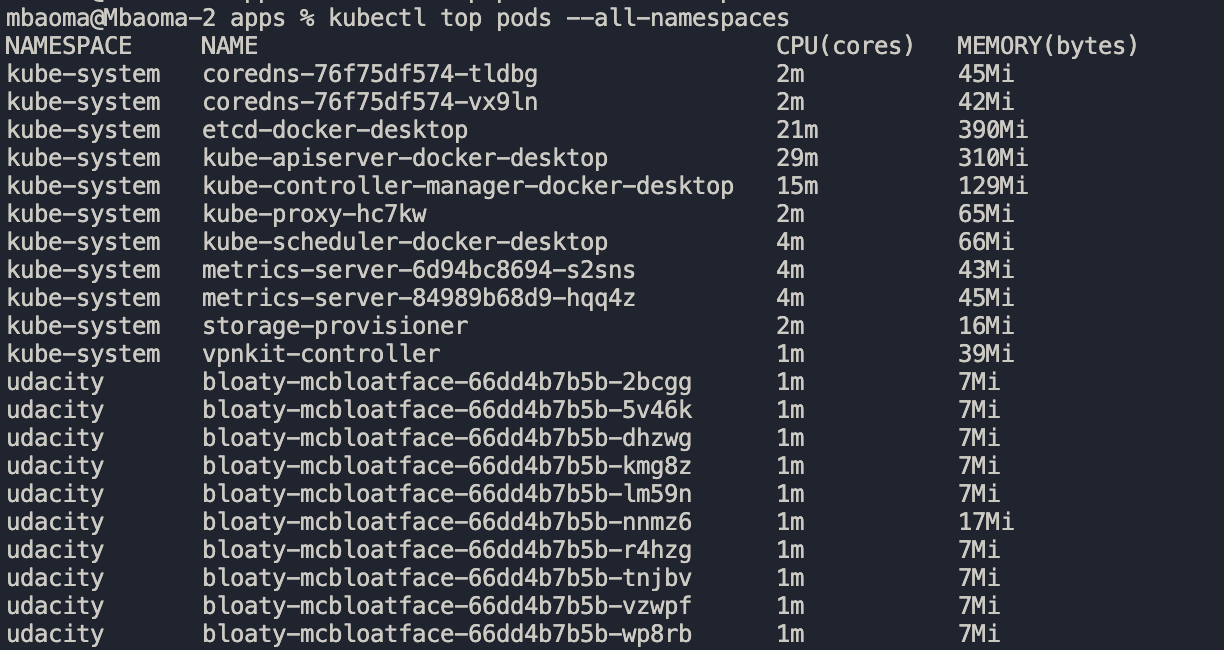 mbaoma@Mbaoma-2 apps % kubectl top pods --all-namespaces
NAMESPACE NAME CPU(cores) MEMORY(bytes)
kube-system coredns-76f75df574-tldbg 2m 45Mi
kube-system coredns-76f75df574-vx9ln 2m 42Mi
kube-system etcd-docker-desktop 21m 390Mi
kube-system kube-apiserver-docker-desktop 29m 310Mi
kube-system kube-controller-manager-docker-desktop 15m 129Mi
kube-system kube-proxy-hc7kw 2m 65Mi
kube-system kube-scheduler-docker-desktop 4m 66Mi
kube-system metrics-server-6d94bc8694-s2sns 4m 43Mi
kube-system metrics-server-84989b68d9-hqq4z 4m 45Mi
kube-system storage-provisioner 2m 16Mi
kube-system vpnkit-controller 1m 39Mi
udacity bloaty-mcbloatface-66dd4b7b5b-2bcgg 1m 7Mi
udacity bloaty-mcbloatface-66dd4b7b5b-5v46k 1m 7Mi
udacity bloaty-mcbloatface-66dd4b7b5b-dhzwg 1m 7Mi
udacity bloaty-mcbloatface-66dd4b7b5b-kmg8z 1m 7Mi
udacity bloaty-mcbloatface-66dd4b7b5b-lm59n 1m 7Mi
udacity bloaty-mcbloatface-66dd4b7b5b-nnmz6 1m 17Mi
udacity bloaty-mcbloatface-66dd4b7b5b-r4hzg 1m 7Mi
udacity bloaty-mcbloatface-66dd4b7b5b-tnjbv 1m 7Mi
udacity bloaty-mcbloatface-66dd4b7b5b-vzwpf 1m 7Mi
udacity bloaty-mcbloatface-66dd4b7b5b-wp8rb 1m 7Mi